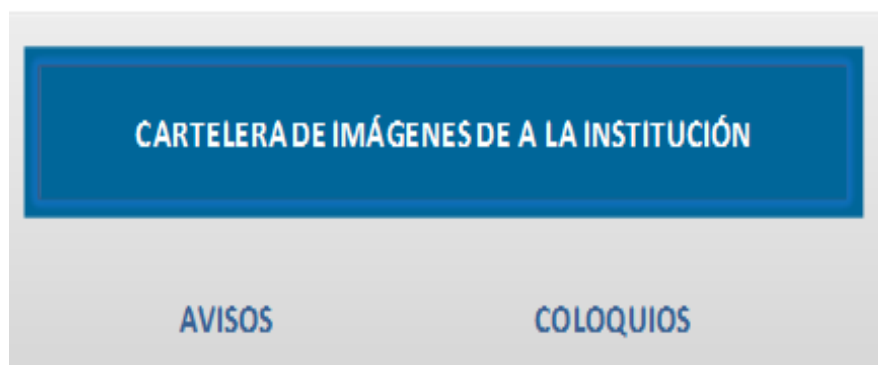 CARTELERA DE IMÁGENES DE A LA INSTITUCIÓN
AVISOS COLOQUIOS